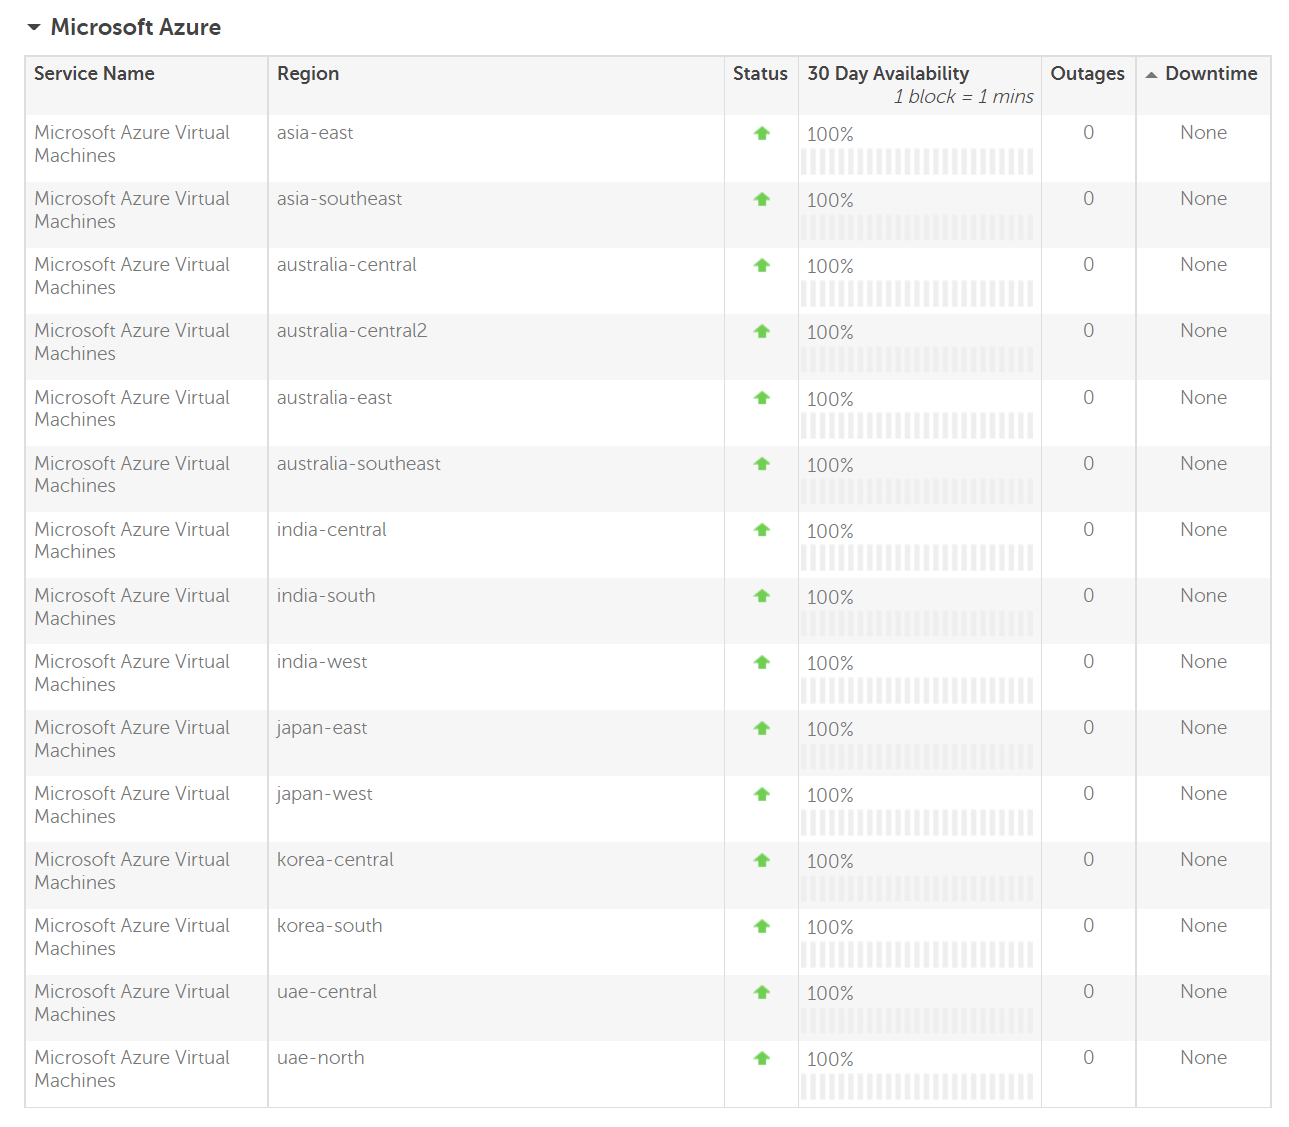 Microsoft Azure
Service Name Region Status 30 Day Availability Outages Downtime
1 block = 1 mins
Microsoft Azure Virtual asia-east 100% 0 None
Machines
Microsoft Azure Virtual asia-southeast 100% 0 None
Machines
Microsoft Azure Virtual australia-central 100% 0 None
Machines
Microsoft Azure Virtual australia-central2 100% 0 None
Machines
Microsoft Azure Virtual australia-east 100% 0 None
Machines
Microsoft Azure Virtual australia-southeast 100% 0 None
Machines
Microsoft Azure Virtual india-central 100% 0 None
Machines
Microsoft Azure Virtual india-south 100% 0 None
Machines
Microsoft Azure Virtual india-west 100% 0 None
Machines
Microsoft Azure Virtual japan-east 100% 0 None
Machines
Microsoft Azure Virtual japan-west 100% 0 None
Machines
Microsoft Azure Virtual korea-central 100% 0 None
Machines
Microsoft Azure Virtual korea-south 100% 0 None
Machines
Microsoft Azure Virtual uae-central 100% 0 None
Machines
Microsoft Azure Virtual uae-north 100% 0 None
Machines